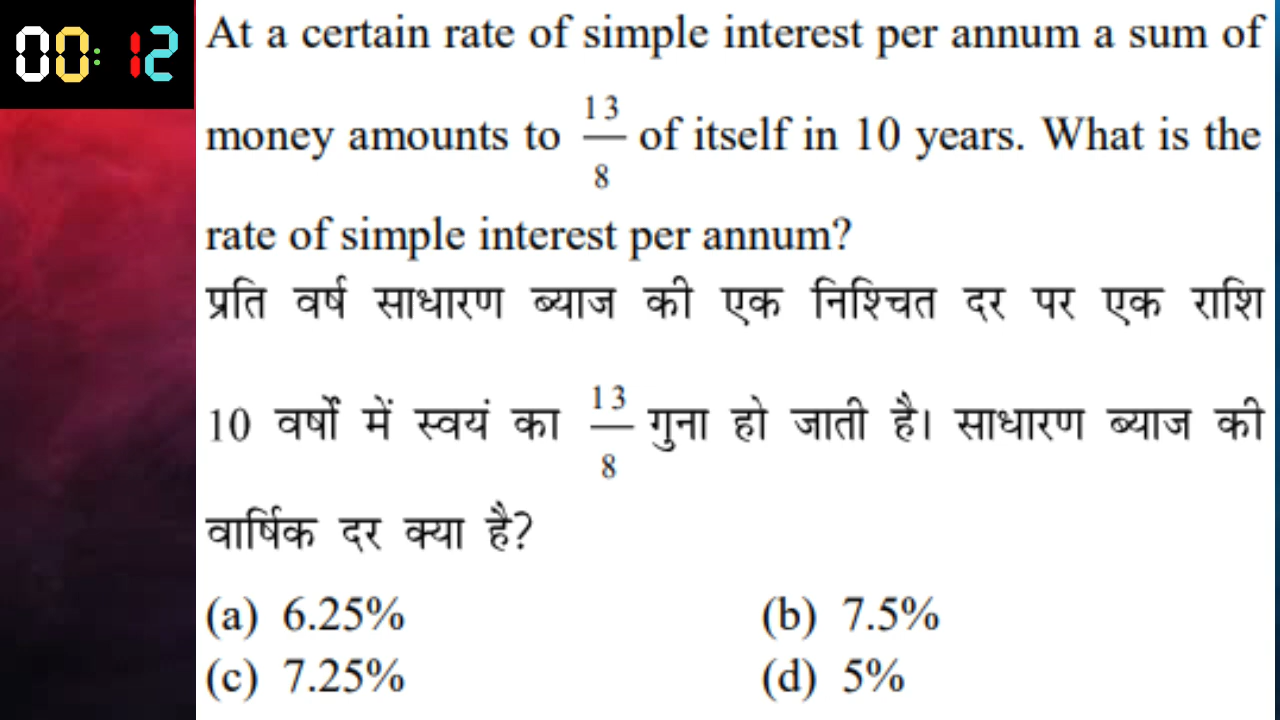 00:12
At a certain rate of simple interest per annum a sum of
money amounts to 13/8 of itself in 10 years. What is the
rate of simple interest per annum?
प्रति वर्ष साधारण ब्याज की एक निश्चित दर पर एक राशि
10 वर्षों में स्वयं का 13/8 गुना हो जाती है। साधारण ब्याज की
वार्षिक दर क्या है?
(a) 6.25% (b) 7.5%
(c) 7.25% (d) 5%